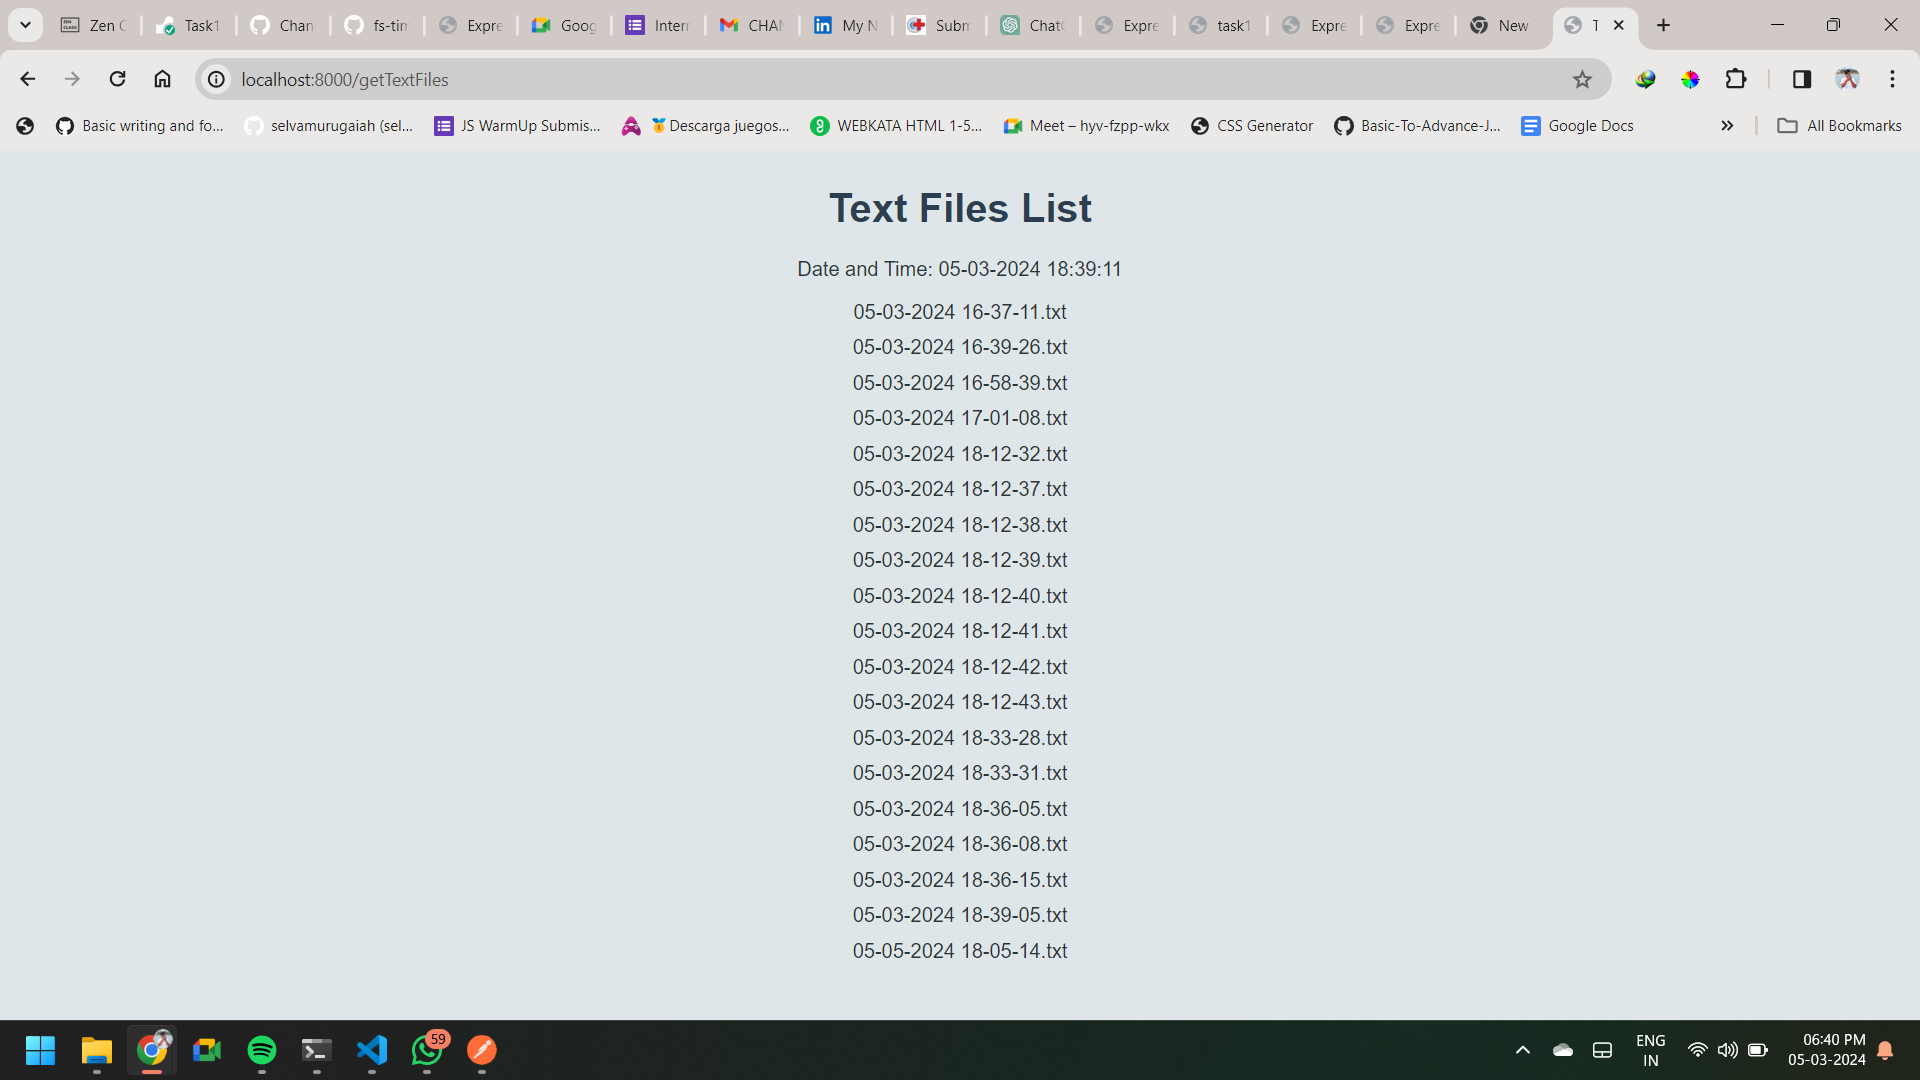 Zen C
Task1
Chan
fs-tim
Expre
Goog
Interr
CHAN
My N
Subm
ChatG
Expre
task1
Expre
Expre
New
T
localhost:8000/getTextFiles
Basic writing and fo...
selvamurugaiah (sel...
JS WarmUp Submis...
Descarga juegos...
WEBKATA HTML 1-5...
Meet – hyv-fzpp-wkx
CSS Generator
Basic-To-Advance-J...
Google Docs
All Bookmarks
Text Files List
Date and Time: 05-03-2024 18:39:11
05-03-2024 16-37-11.txt
05-03-2024 16-39-26.txt
05-03-2024 16-58-39.txt
05-03-2024 17-01-08.txt
05-03-2024 18-12-32.txt
05-03-2024 18-12-37.txt
05-03-2024 18-12-38.txt
05-03-2024 18-12-39.txt
05-03-2024 18-12-40.txt
05-03-2024 18-12-41.txt
05-03-2024 18-12-42.txt
05-03-2024 18-12-43.txt
05-03-2024 18-33-28.txt
05-03-2024 18-33-31.txt
05-03-2024 18-36-05.txt
05-03-2024 18-36-08.txt
05-03-2024 18-36-15.txt
05-03-2024 18-39-05.txt
05-05-2024 18-05-14.txt
59
ENG
IN
06:40 PM
05-03-2024